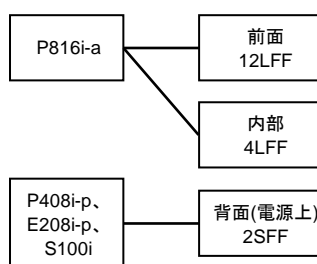 P816i-a
前面
12LFF
内部
4LFF
P408i-p、
E208i-p、
S100i
背面(電源上)
2SFF